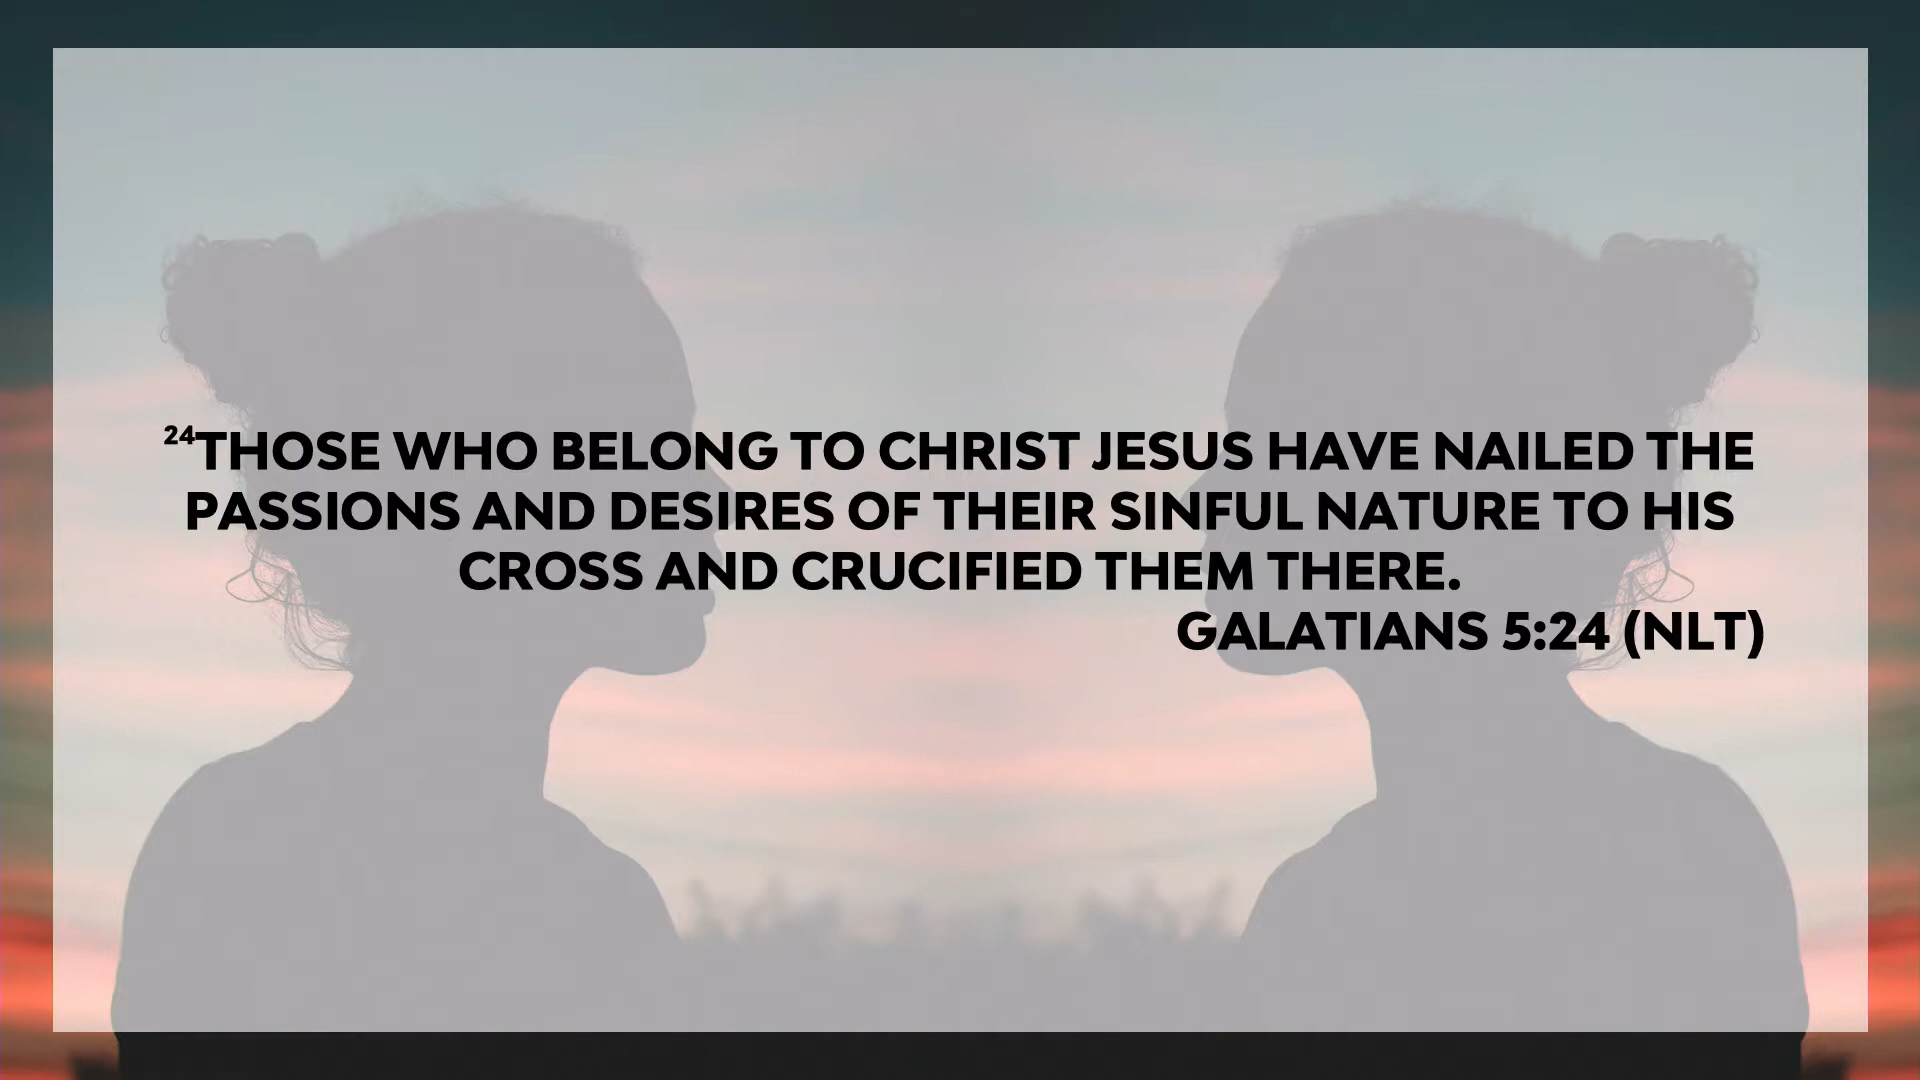 ²⁴THOSE WHO BELONG TO CHRIST JESUS HAVE NAILED THE
PASSIONS AND DESIRES OF THEIR SINFUL NATURE TO HIS
CROSS AND CRUCIFIED THEM THERE.
GALATIANS 5:24 (NLT)